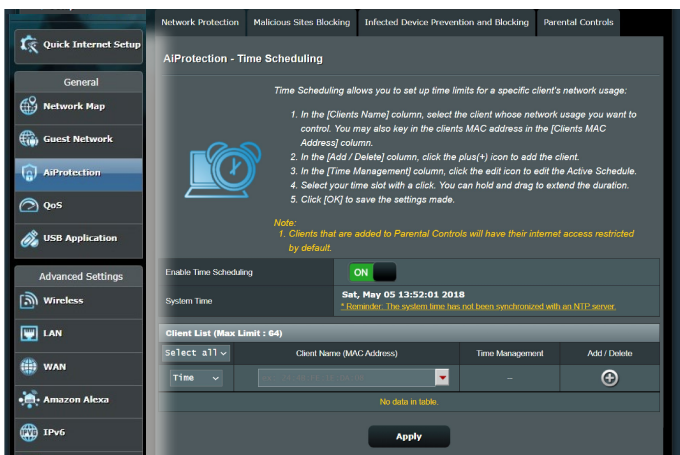 Network Protection
Malicious Sites Blocking
Infected Device Prevention and Blocking
Parental Controls
Quick Internet Setup
General
Network Map
Guest Network
AiProtection
QoS
USB Application
Advanced Settings
Wireless
LAN
WAN
Amazon Alexa
IPv6
IPV6
AiProtection - Time Scheduling
Time Scheduling allows you to set up time limits for a specific client's network usage:
1. In the [Clients Name] column, select the client whose network usage you want to
control. You may also key in the clients MAC address in the [Clients MAC
Address] column.
2. In the [Add / Delete] column, click the plus(+) icon to add the client.
3. In the [Time Management] column, click the edit icon to edit the Active Schedule.
4. Select your time slot with a click. You can hold and drag to extend the duration.
5. Click [OK] to save the settings made.
Note:
1. Clients that are added to Parental Controls will have their internet access restricted
by default.
Enable Time Scheduling
ON
System Time
Sat, May 05 13:52:01 2018
* Reminder: The system time has not been synchronized with an NTP server.
Client List (Max Limit : 64)
Select all
Client Name (MAC Address)
Time Management
Add / Delete
Time
–
No data in table.
Apply